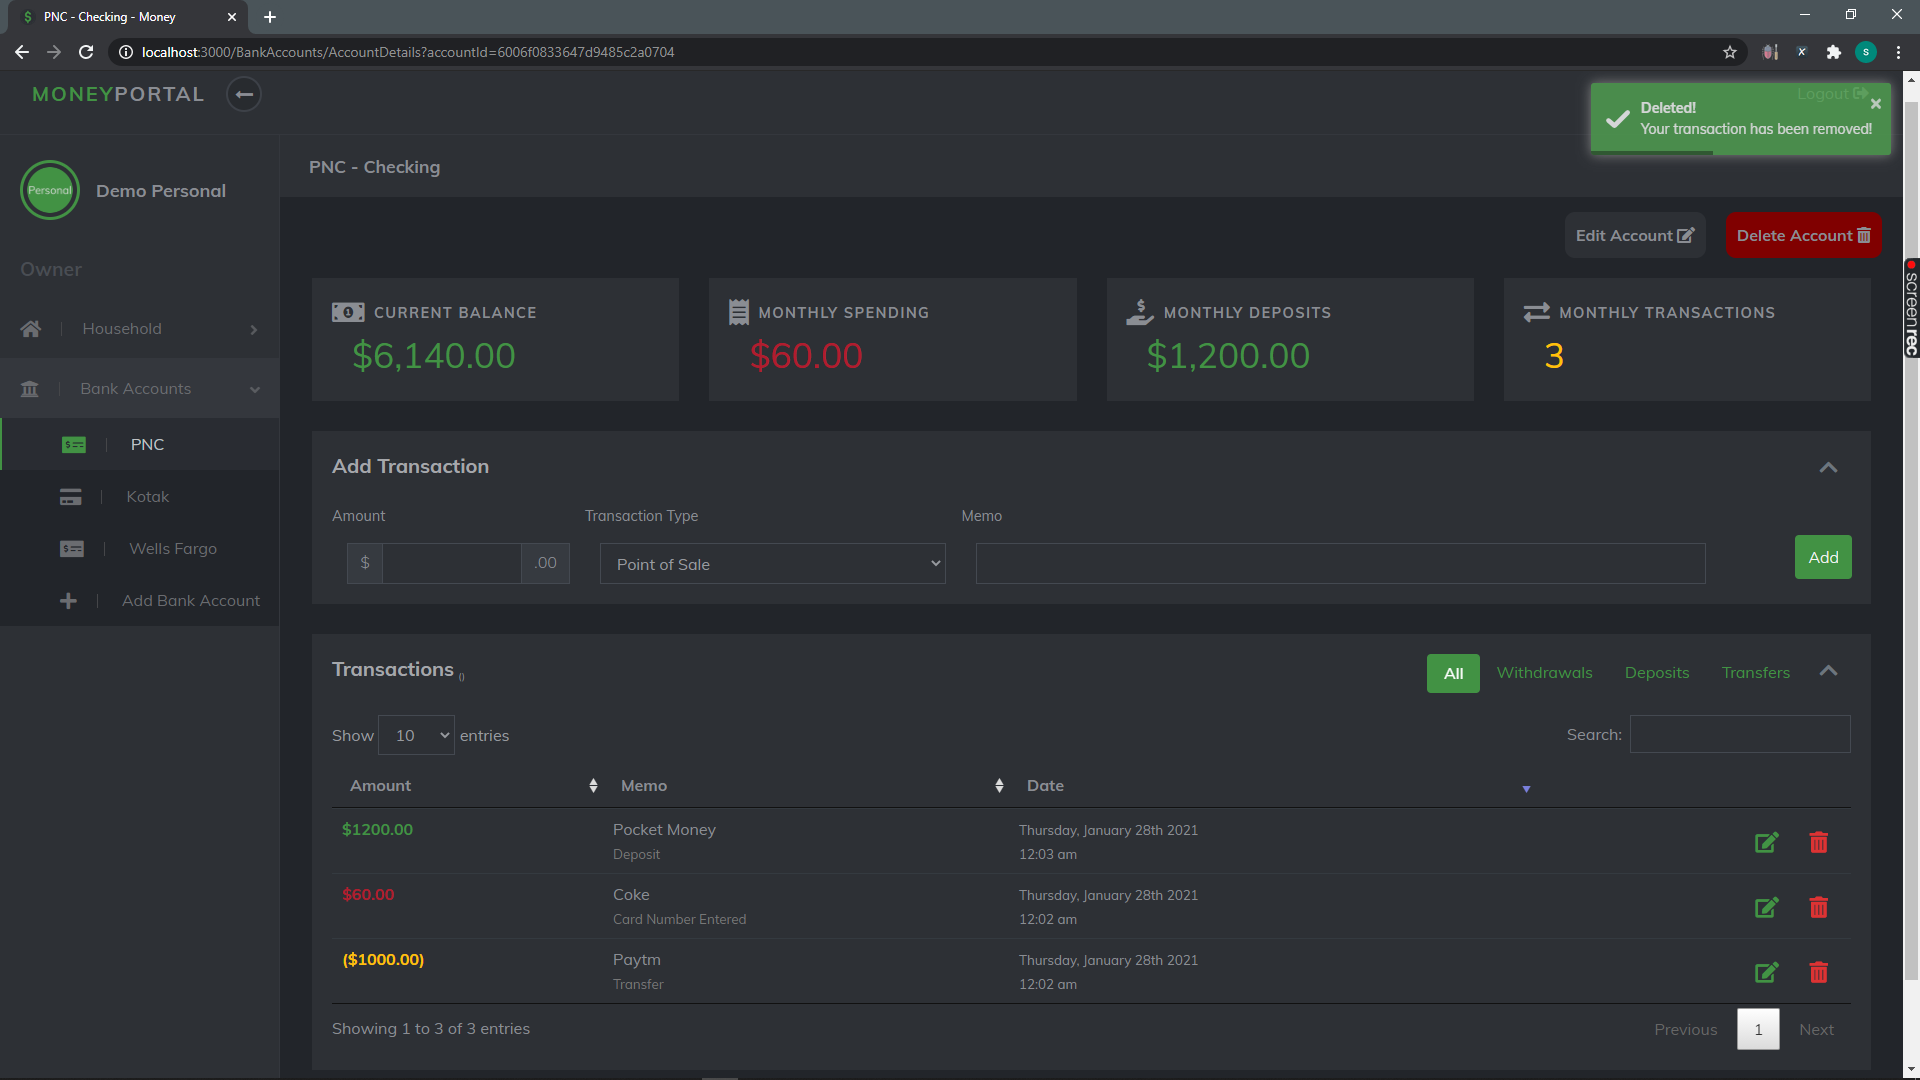 PNC - Checking - Money
localhost:3000/BankAccounts/AccountDetails?accountId=6006f0833647d9485c2a0704
S
MONEYPORTAL
Logout
Deleted!
Your transaction has been removed!
Personal
Demo Personal
Owner
Household
Bank Accounts
PNC
Kotak
Wells Fargo
Add Bank Account
PNC - Checking
Edit Account
Delete Account
CURRENT BALANCE
$6,140.00
MONTHLY SPENDING
$60.00
MONTHLY DEPOSITS
$1,200.00
MONTHLY TRANSACTIONS
3
screenrec
Add Transaction
Amount
Transaction Type
Memo
$ .00
Point of Sale
Add
Transactions ()
All
Withdrawals
Deposits
Transfers
Show 10 entries
Search:
Amount
Memo
Date
$1200.00
Pocket Money
Deposit
Thursday, January 28th 2021
12:03 am
$60.00
Coke
Card Number Entered
Thursday, January 28th 2021
12:02 am
($1000.00)
Paytm
Transfer
Thursday, January 28th 2021
12:02 am
Showing 1 to 3 of 3 entries
Previous
1
Next